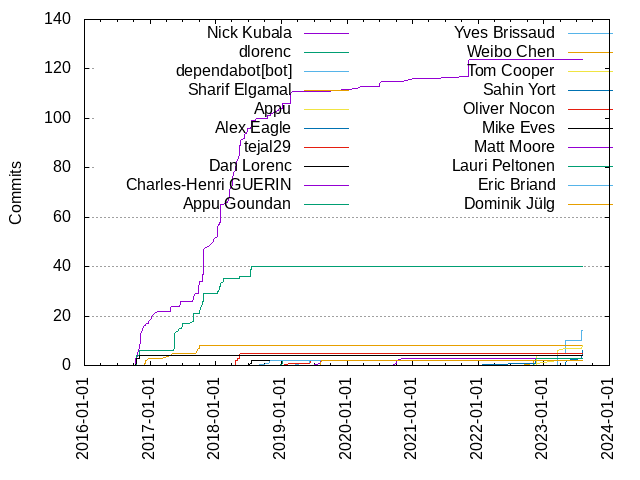 140
120
100
80
60
40
20
0
Commits
Nick Kubala
dlorenc
dependabot[bot]
Sharif Elgamal
Appu
Alex Eagle
tejal29
Dan Lorenc
Charles-Henri GUERIN
Appu Goundan
Yves Brissaud
Weibo Chen
Tom Cooper
Sahin Yort
Oliver Nocon
Mike Eves
Matt Moore
Lauri Peltonen
Eric Briand
Dominik Jülg
2016-01-01
2017-01-01
2018-01-01
2019-01-01
2020-01-01
2021-01-01
2022-01-01
2023-01-01
2024-01-01